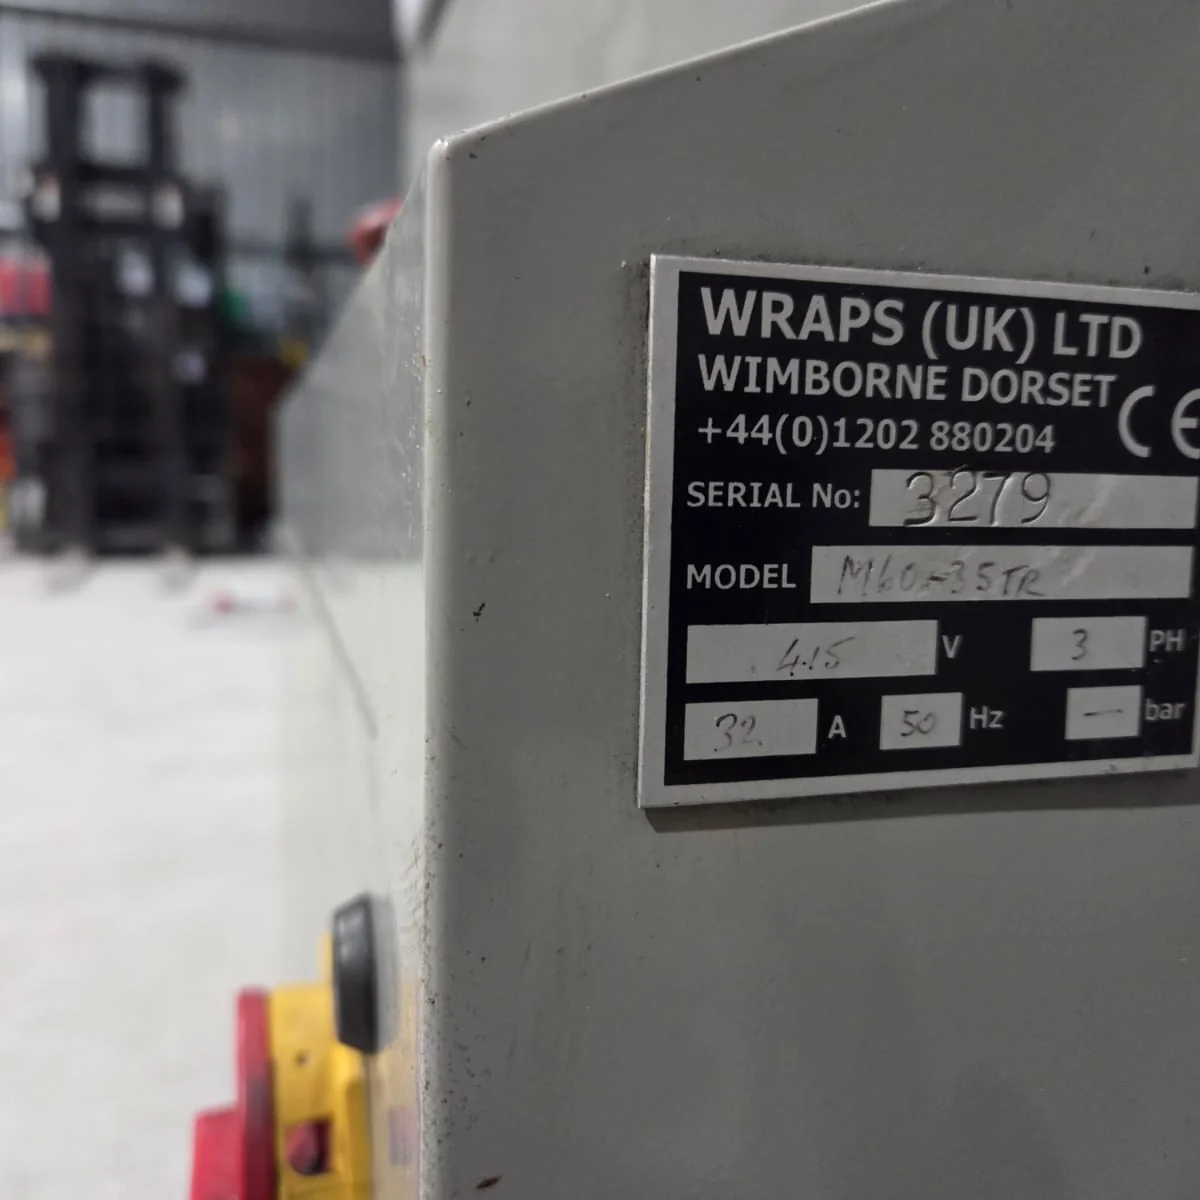 WRAPS (UK) LTD
WIMBORNE DORSET
CE
+44(0)1202 880204
SERIAL No: 3279
MODEL M60-35TR
415 V 3 PH
32 A 50 Hz — bar